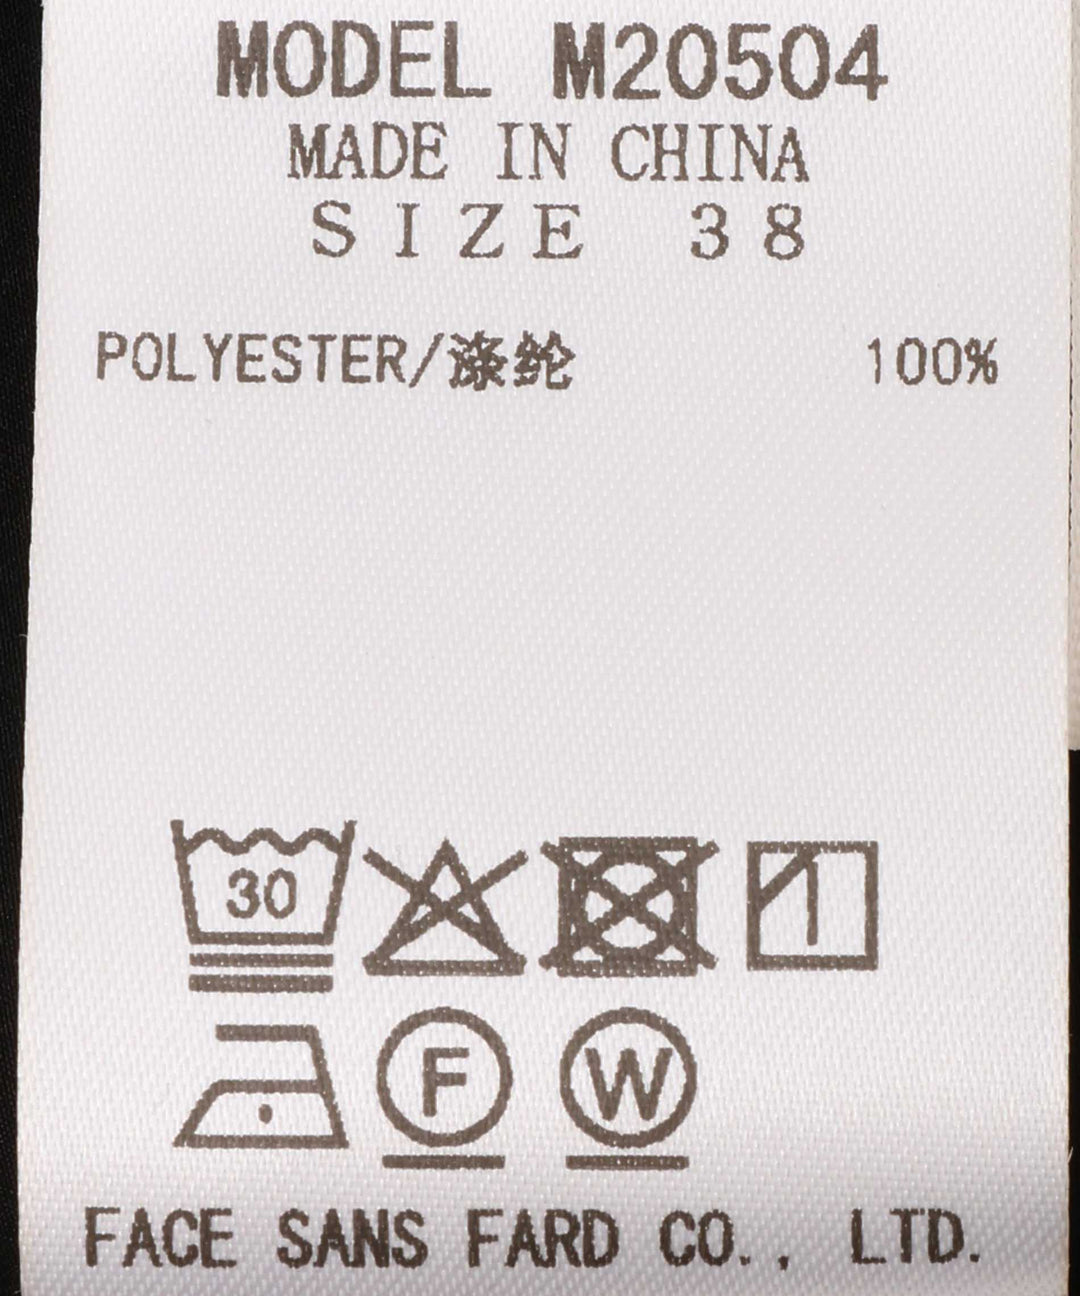 MODEL M20504
MADE IN CHINA
SIZE 38
POLYESTER/涤纶 100%
30
F W
FACE SANS FARD CO., LTD.